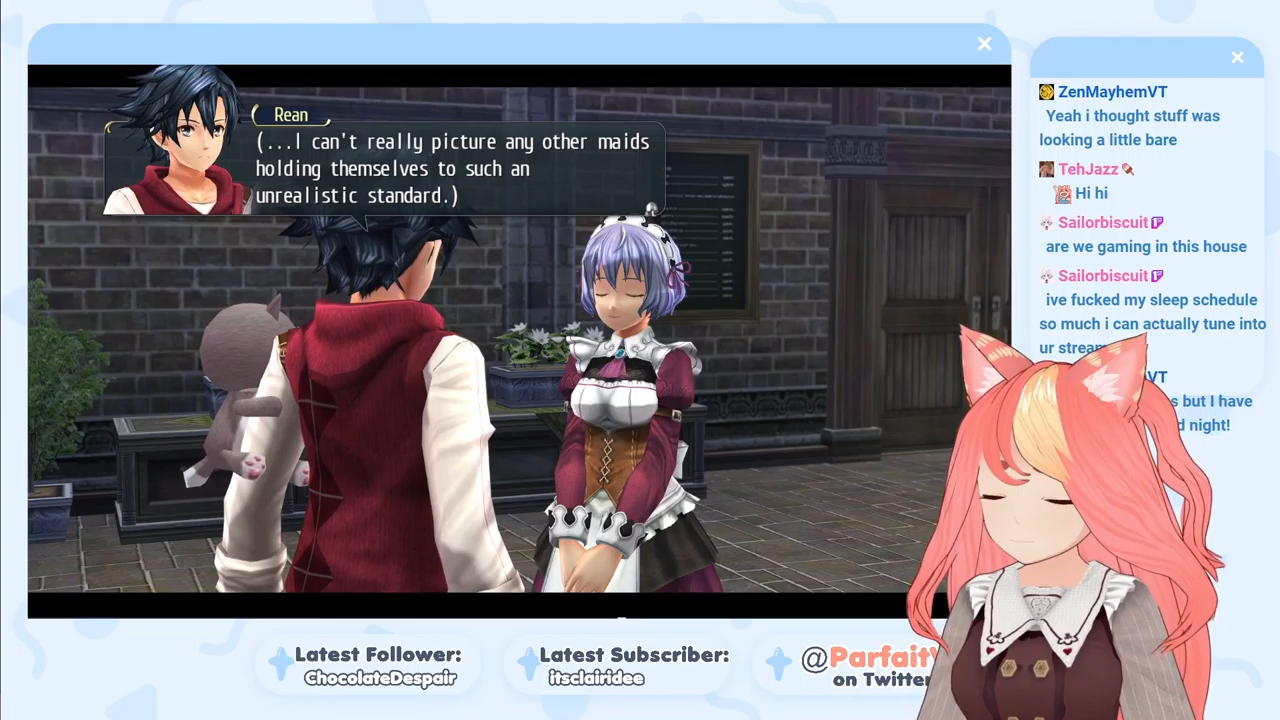 Rean
(...I can't really picture any other maids
holding themselves to such an
unrealistic standard.)
ZenMayhemVT
Yeah i thought stuff was
looking a little bare
TehJazz
Hi hi
Sailorbiscuit
are we gaming in this house
Sailorbiscuit
ive fucked my sleep schedule
so much i can actually tune into
ur stream
VT
s but I have
d night!
Latest Follower:
ChocolateDespair
Latest Subscriber:
itsclairidee
@Parfait
on Twitter